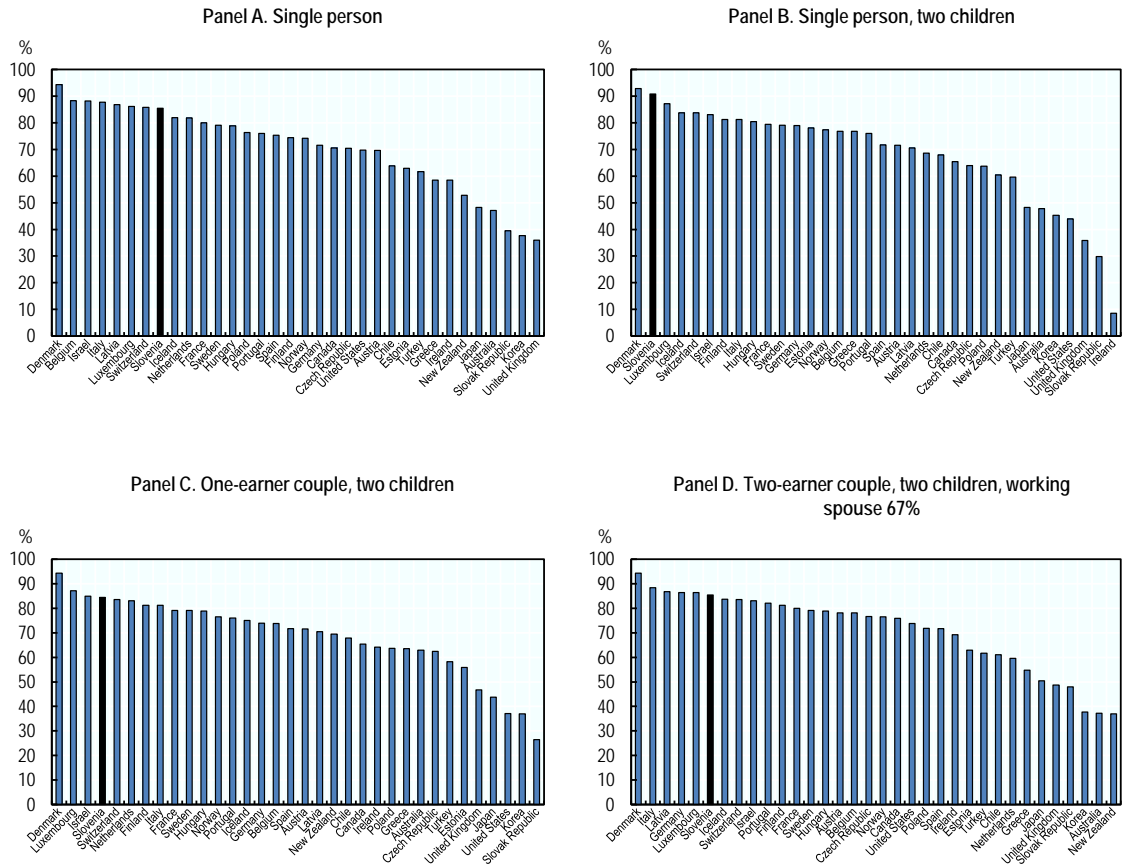 Panel A. Single person
%
100
90
80
70
60
50
40
30
20
10
0
Denmark
Belgium
Israel
Italy
Latvia
Luxembourg
Switzerland
Slovenia
Iceland
Netherlands
France
Sweden
Hungary
Poland
Portugal
Spain
Finland
Norway
Germany
Canada
Czech Republic
United States
Austria
Chile
Estonia
Turkey
Greece
Ireland
New Zealand
Japan
Australia
Slovak Republic
Korea
United Kingdom
Panel B. Single person, two children
%
100
90
80
70
60
50
40
30
20
10
0
Denmark
Slovenia
Luxembourg
Iceland
Switzerland
Israel
Finland
Italy
Hungary
France
Sweden
Germany
Estonia
Norway
Belgium
Greece
Portugal
Spain
Austria
Latvia
Netherlands
Chile
Canada
Czech Republic
Poland
New Zealand
Turkey
Japan
Australia
Korea
United States
United Kingdom
Slovak Republic
Ireland
Panel C. One-earner couple, two children
%
100
90
80
70
60
50
40
30
20
10
0
Denmark
Luxembourg
Israel
Slovenia
Switzerland
Netherlands
Finland
Italy
France
Sweden
Hungary
Norway
Portugal
Iceland
Germany
Belgium
Spain
Austria
Latvia
New Zealand
Chile
Canada
Ireland
Poland
Greece
Australia
Czech Republic
Turkey
Estonia
United Kingdom
Japan
United States
Korea
Slovak Republic
Panel D. Two-earner couple, two children, working
spouse 67%
%
100
90
80
70
60
50
40
30
20
10
0
Denmark
Italy
Latvia
Germany
Luxembourg
Slovenia
Iceland
Switzerland
Israel
Portugal
Finland
France
Sweden
Hungary
Austria
Belgium
Czech Republic
Norway
Canada
United States
Poland
Spain
Ireland
Estonia
Turkey
Chile
Netherlands
Greece
Japan
United Kingdom
Slovak Republic
Korea
Australia
New Zealand